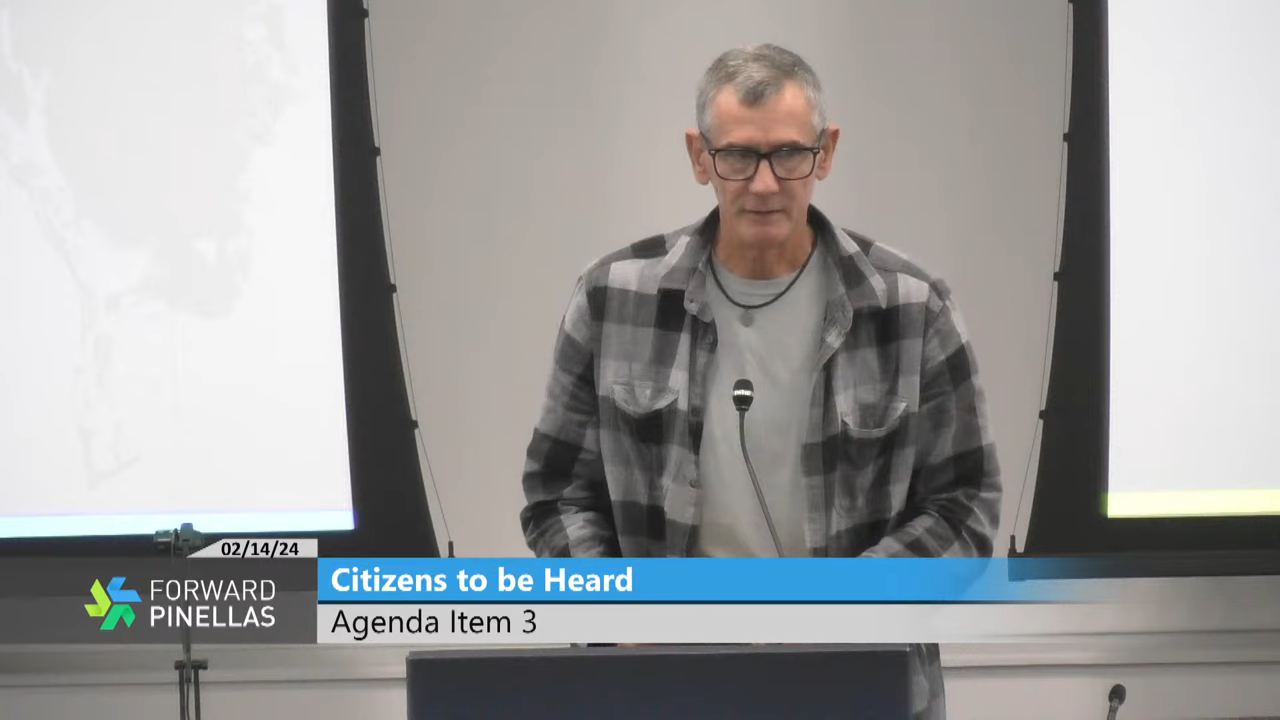 02/14/24
FORWARD
PINELLAS
Citizens to be Heard
Agenda Item 3